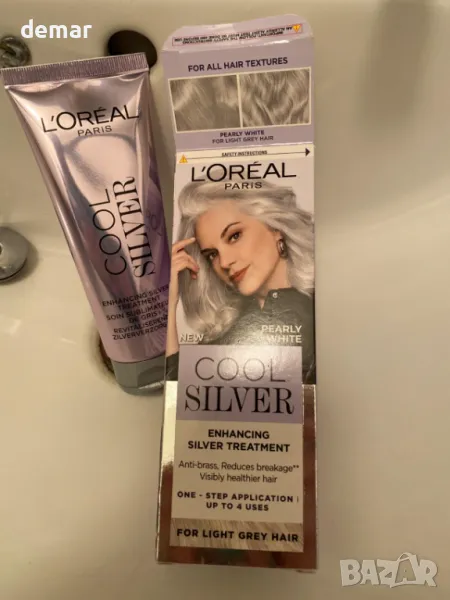 demar
FOR ALL HAIR TEXTURES
PEARLY WHITE
FOR LIGHT GREY HAIR
SAFETY INSTRUCTIONS
L'ORÉAL
PARIS
NEW
PEARLY
WHITE
COOL
SILVER
ENHANCING
SILVER TREATMENT
Anti-brass, Reduces breakage**
Visibly healthier hair
ONE - STEP APPLICATION |
UP TO 4 USES
FOR LIGHT GREY HAIR
L'ORÉAL
PARIS
COOL
SILVER
ENHANCING SILVER
TREATMENT
bazar